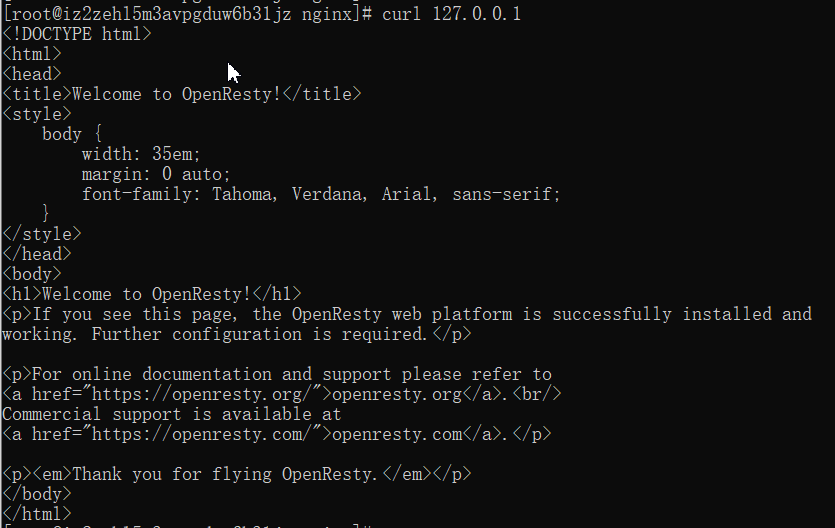 [root@iz2zehl5m3avpgduw6b31jz nginx]# curl 127.0.0.1
<!DOCTYPE html>
<html>
<head>
<title>Welcome to OpenResty!</title>
<style>
    body {
        width: 35em;
        margin: 0 auto;
        font-family: Tahoma, Verdana, Arial, sans-serif;
    }
</style>
</head>
<body>
<h1>Welcome to OpenResty!</h1>
<p>If you see this page, the OpenResty web platform is successfully installed and
working. Further configuration is required.</p>

<p>For online documentation and support please refer to
<a href="https://openresty.org/">openresty.org</a>.<br/>
Commercial support is available at
<a href="https://openresty.com/">openresty.com</a>.</p>

<p><em>Thank you for flying OpenResty.</em></p>
</body>
</html>